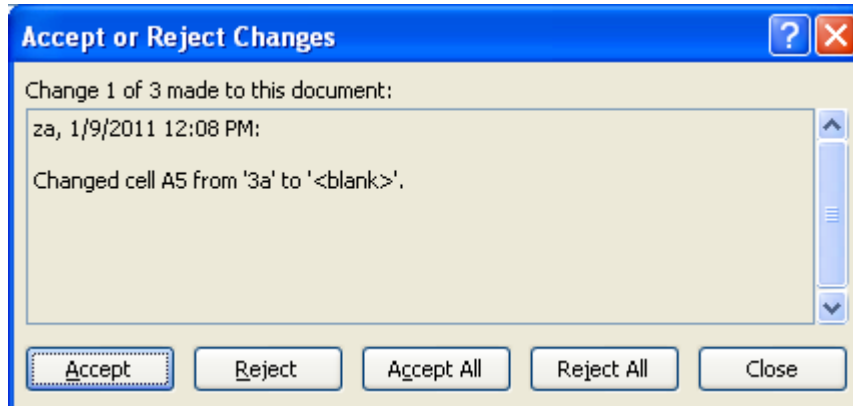 Accept or Reject Changes
Change 1 of 3 made to this document:
za, 1/9/2011 12:08 PM:
Changed cell A5 from '3a' to '<blank>'.
Accept Reject Accept All Reject All Close